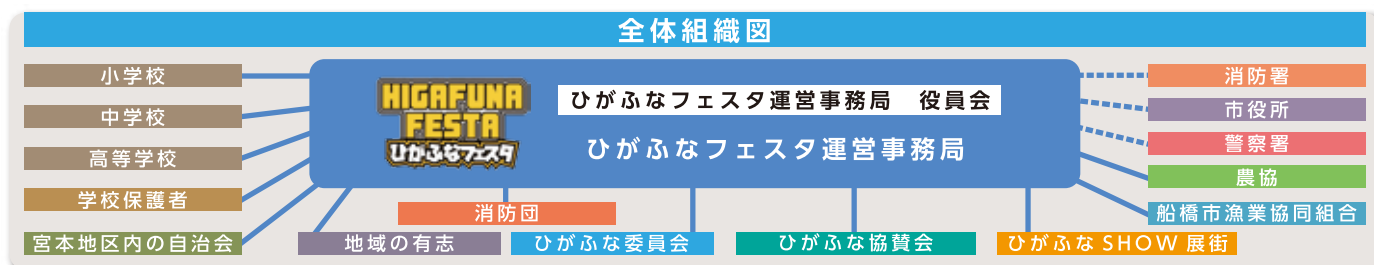 全体組織図
小学校
中学校
高等学校
学校保護者
宮本地区内の自治会
HIGAFUNA
FESTA
ひがふなフェスタ
ひがふなフェスタ運営事務局　役員会
ひがふなフェスタ運営事務局
消防署
市役所
警察署
農協
船橋市漁業協同組合
消防団
地域の有志
ひがふな委員会
ひがふな協賛会
ひがふなSHOW展街